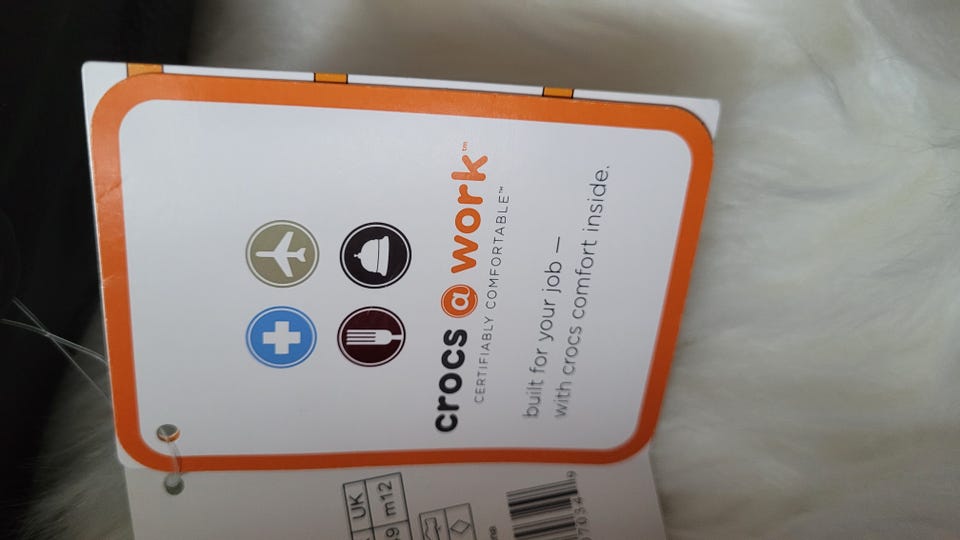 crocs @ work™
CERTIFIABLY COMFORTABLE™
built for your job –
with crocs comfort inside.
UK
m12